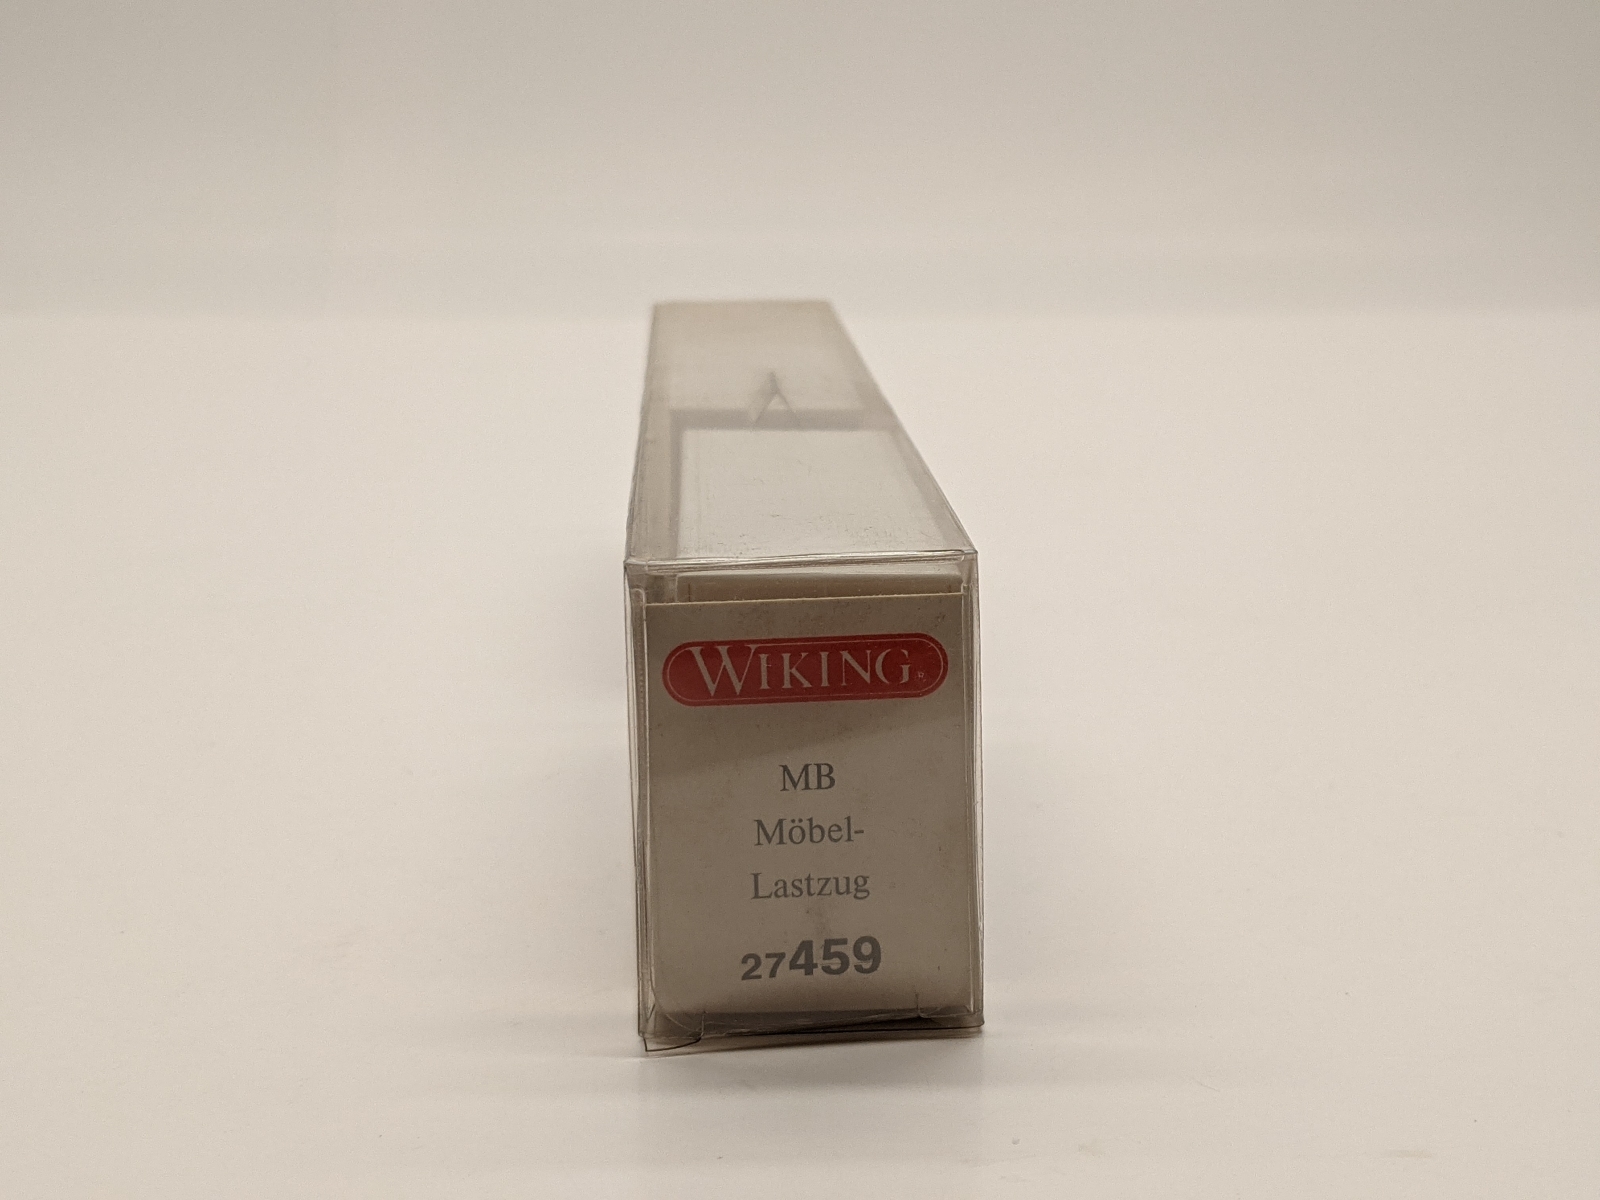 WIKING®
MB
Möbel-
Lastzug
27459